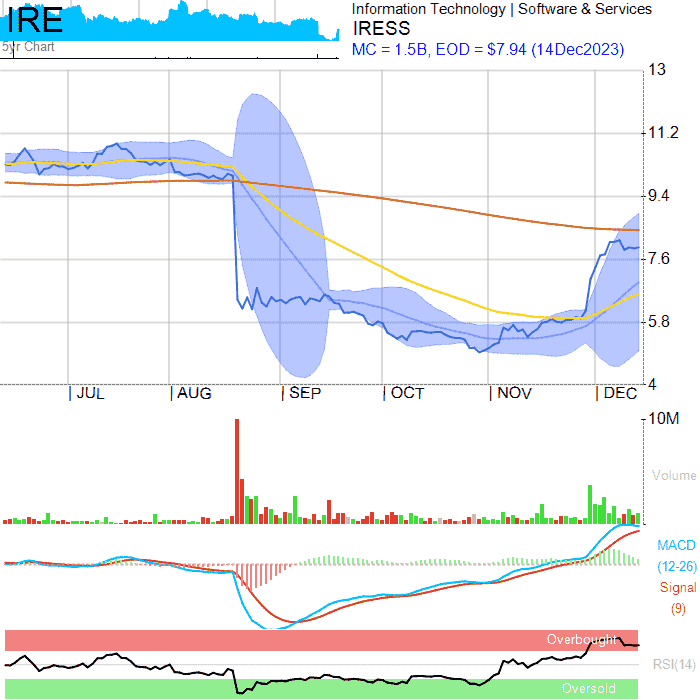 IRE
5yr Chart
Information Technology | Software & Services
IRESS
MC = 1.5B, EOD = $7.94 (14Dec2023)
13
11.2
9.4
7.6
5.8
4
JUL AUG SEP OCT NOV DEC
10M
Volume
MACD
(12-26)
Signal
(9)
Overbought
RSI(14)
Oversold